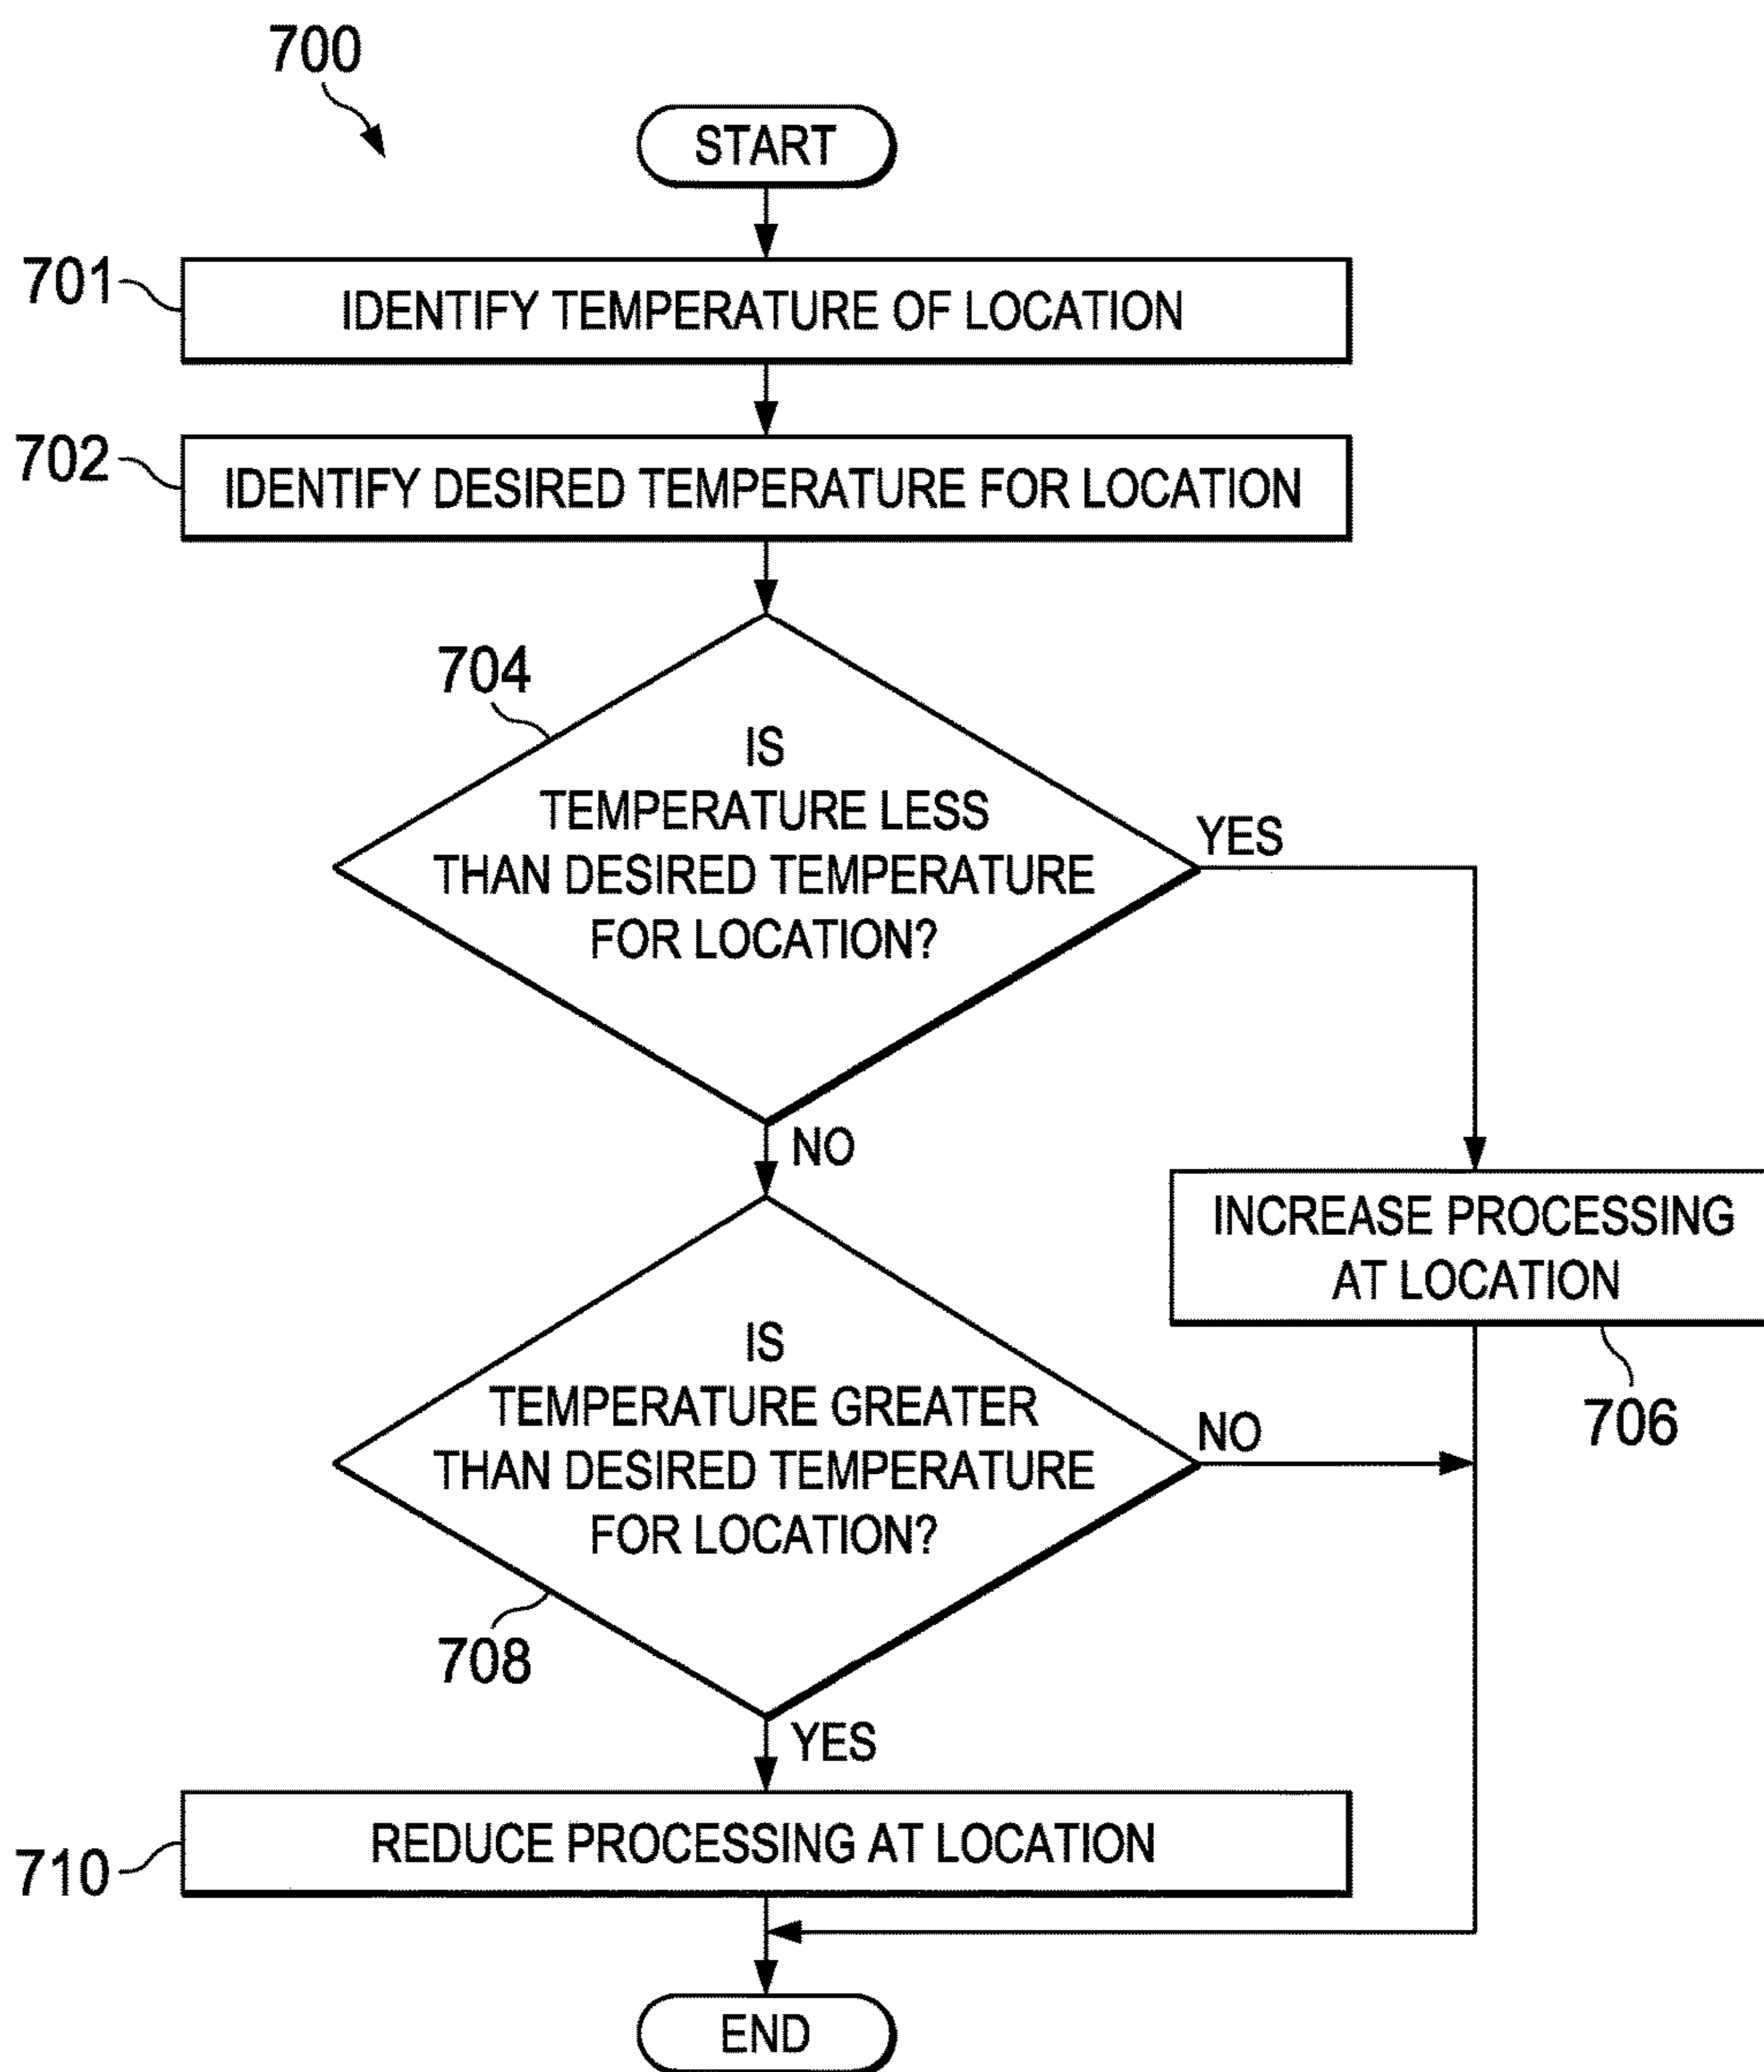 700
START
701
IDENTIFY TEMPERATURE OF LOCATION
702
IDENTIFY DESIRED TEMPERATURE FOR LOCATION
704
IS
TEMPERATURE LESS
THAN DESIRED TEMPERATURE
FOR LOCATION?
YES
NO
INCREASE PROCESSING
AT LOCATION
706
IS
TEMPERATURE GREATER
THAN DESIRED TEMPERATURE
FOR LOCATION?
NO
708
YES
REDUCE PROCESSING AT LOCATION
710
END